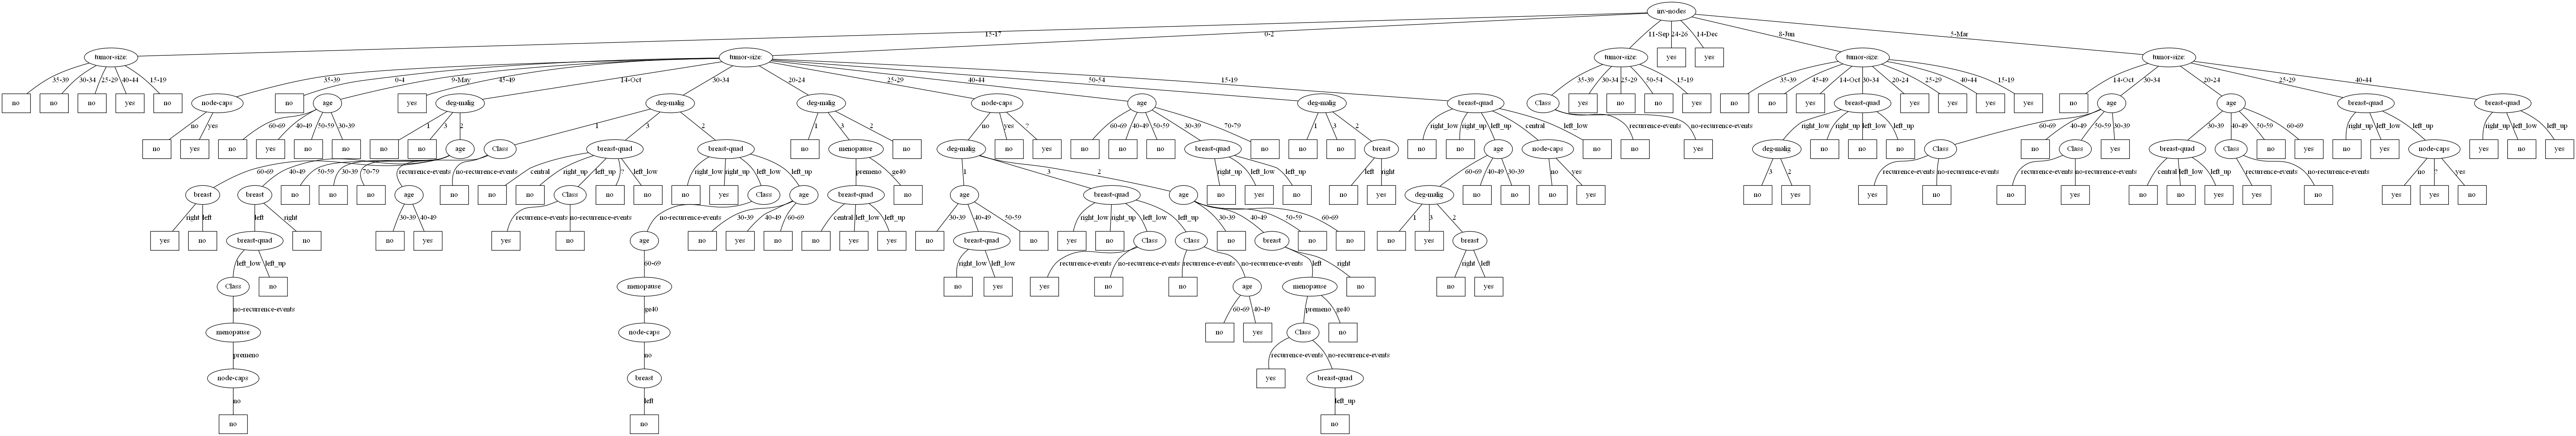 inv-nodes
15-17 0-2 11-Sep 24-26 14-Dec 8-Jun 5-Mar
tumor-size tumor-size tumor-size yes yes tumor-size tumor-size
35-39 30-34 25-29 40-44 15-19 35-39 0-4 9-May 45-49 14-Oct 30-34 20-24 25-29 40-44 50-54 15-19 35-39 30-34 25-29 50-54 15-19 35-39 45-49 14-Oct 30-34 20-24 25-29 40-44 15-19 14-Oct 30-34 20-24 25-29 40-44
no no no yes no node-caps no age yes deg-malig deg-malig deg-malig node-caps age deg-malig breast-quad Class yes no no yes no no yes breast-quad yes yes yes yes no age age breast-quad breast-quad
no yes 60-69 40-49 50-59 30-39 1 3 2 1 3 2 1 3 2 no yes ? 60-69 40-49 50-59 30-39 70-79 1 3 2 right_low right_up left_up central left_low recurrence-events no-recurrence-events right_low right_up left_low left_up 60-69 40-49 50-59 30-39 30-39 40-49 50-59 60-69 right_up left_low left_up right_up left_low left_up
no yes no yes no no no no age Class breast-quad breast-quad no menopause no deg-malig no yes no no no breast-quad no no no breast no no age node-caps no no yes deg-malig no no no Class no Class yes breast-quad Class no yes no yes node-caps yes no yes
60-69 40-49 50-59 30-39 70-79 recurrence-events no-recurrence-events central right_up left_up ? left_low right_low right_up left_low left_up premeno ge40 1 3 2 right_up left_low left_up left right 60-69 40-49 30-39 no yes 3 2 recurrence-events no-recurrence-events recurrence-events no-recurrence-events central left_low left_up recurrence-events no-recurrence-events no ? yes
breast breast no no no age no no no Class no no no yes Class age breast-quad no age breast-quad age no yes no no yes deg-malig no no no yes no yes yes no no yes no no yes yes no yes yes no
right left left right 30-39 40-49 recurrence-events no-recurrence-events no-recurrence-events 30-39 40-49 60-69 central left_low left_up 30-39 40-49 50-59 right_low right_up left_low left_up 30-39 40-49 50-59 60-69 1 3 2
yes no breast-quad no no yes yes no age no yes no no yes yes no breast-quad no yes no Class Class no breast no no no yes breast
left_low left_up 60-69 right_low left_low recurrence-events no-recurrence-events recurrence-events no-recurrence-events left right right left
Class no menopause no yes yes no no age menopause no no yes
no-recurrence-events ge40 60-69 40-49 premeno ge40
menopause node-caps no yes Class no
premeno no recurrence-events no-recurrence-events
node-caps breast yes breast-quad
no left left_up
no no no